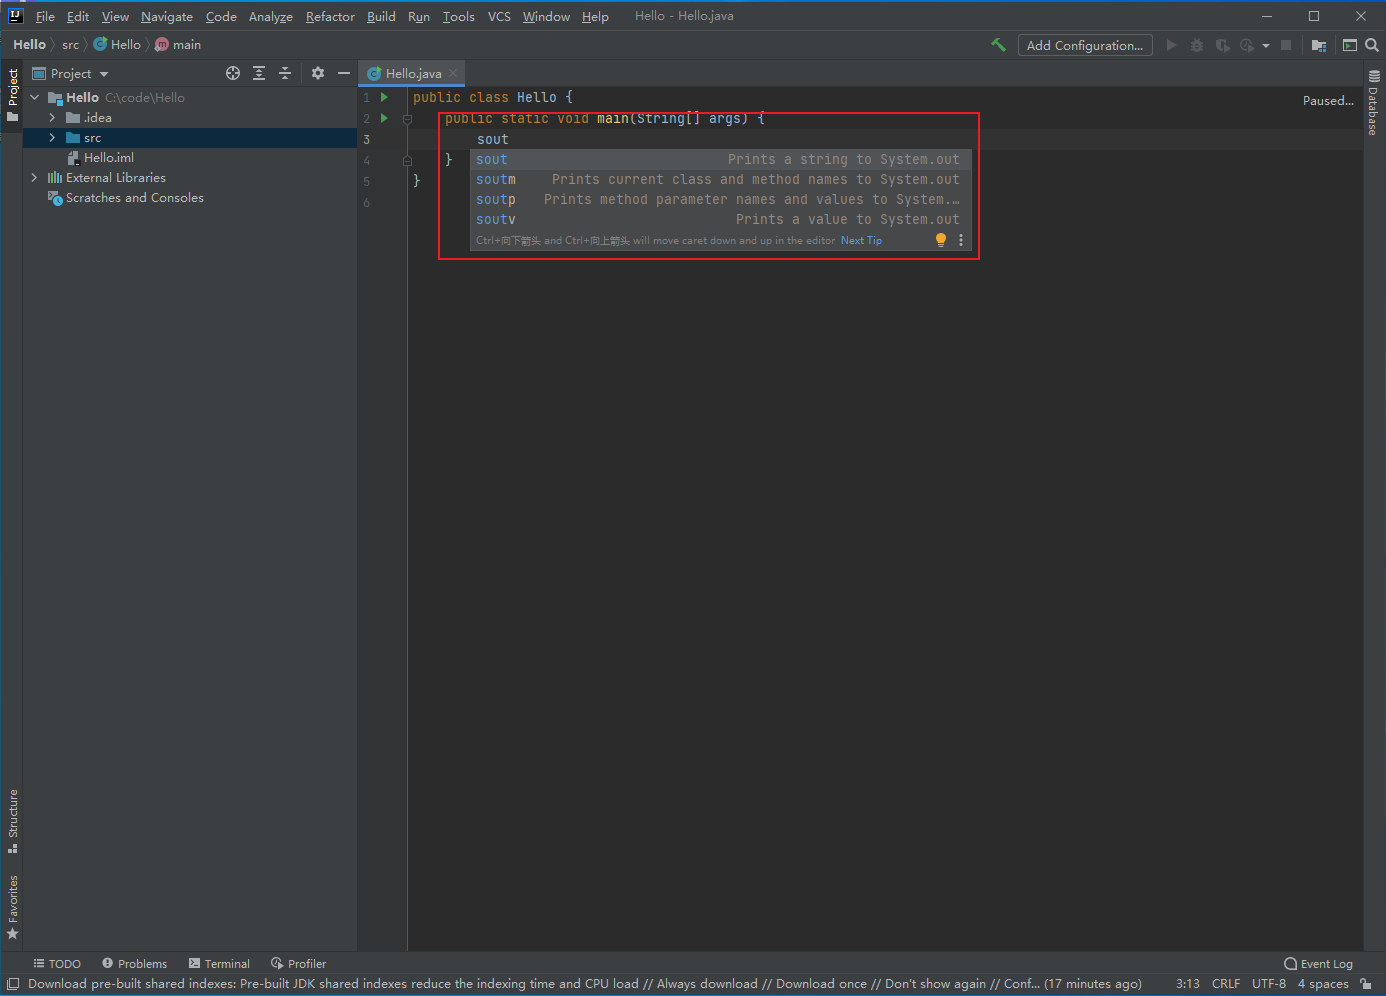 File Edit View Navigate Code Analyze Refactor Build Run Tools VCS Window Help Hello - Hello.java
Hello src Hello main Add Configuration...
Project
Project
Hello.java
Database
Hello C:\code\Hello
.idea
src
Hello.iml
External Libraries
Scratches and Consoles
1 public class Hello { Paused...
2 public static void main(String[] args) {
3 sout
4 }
5 }
6
sout Prints a string to System.out
soutm Prints current class and method names to System.out
soutp Prints method parameter names and values to System....
soutv Prints a value to System.out
Ctrl+向下箭头 and Ctrl+向上箭头 will move caret down and up in the editor Next Tip
Structure
Favorites
TODO Problems Terminal Profiler Event Log
Download pre-built shared indexes: Pre-built JDK shared indexes reduce the indexing time and CPU load // Always download // Download once // Don't show again // Conf... (17 minutes ago) 3:13 CRLF UTF-8 4 spaces